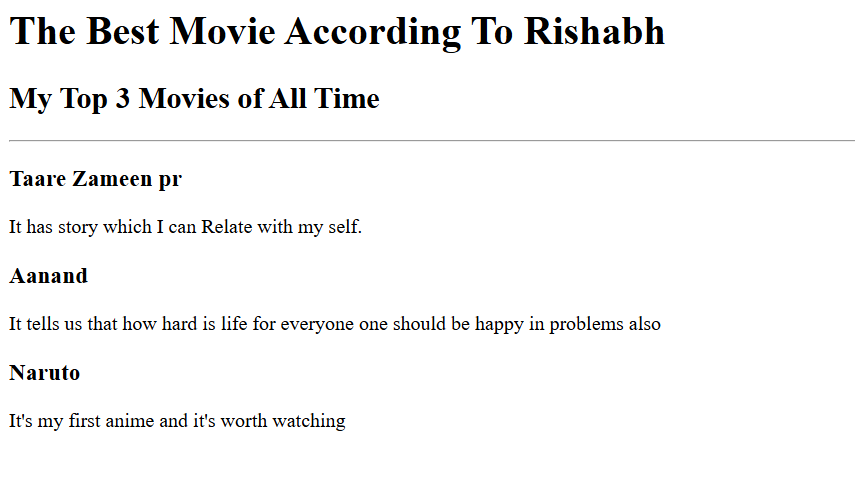 The Best Movie According To Rishabh
My Top 3 Movies of All Time
Taare Zameen pr
It has story which I can Relate with my self.
Aanand
It tells us that how hard is life for everyone one should be happy in problems also
Naruto
It's my first anime and it's worth watching